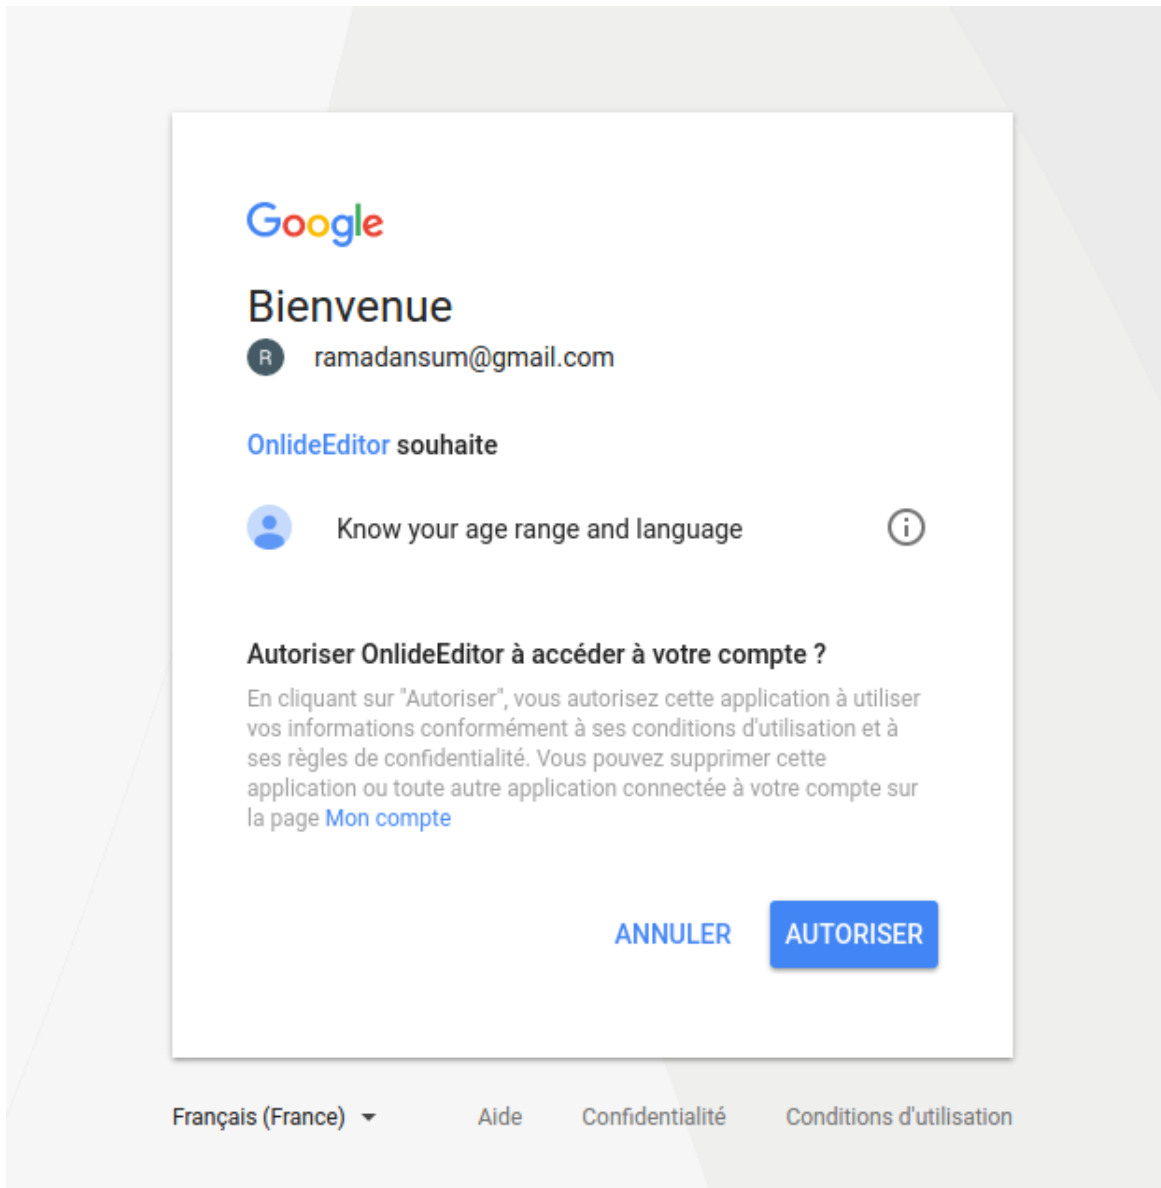 Google
Bienvenue
R ramadansum@gmail.com
OnlideEditor souhaite
Know your age range and language
Autoriser OnlideEditor à accéder à votre compte ?
En cliquant sur "Autoriser", vous autorisez cette application à utiliser
vos informations conformément à ses conditions d'utilisation et à
ses règles de confidentialité. Vous pouvez supprimer cette
application ou toute autre application connectée à votre compte sur
la page Mon compte
ANNULER AUTORISER
Français (France) Aide Confidentialité Conditions d'utilisation